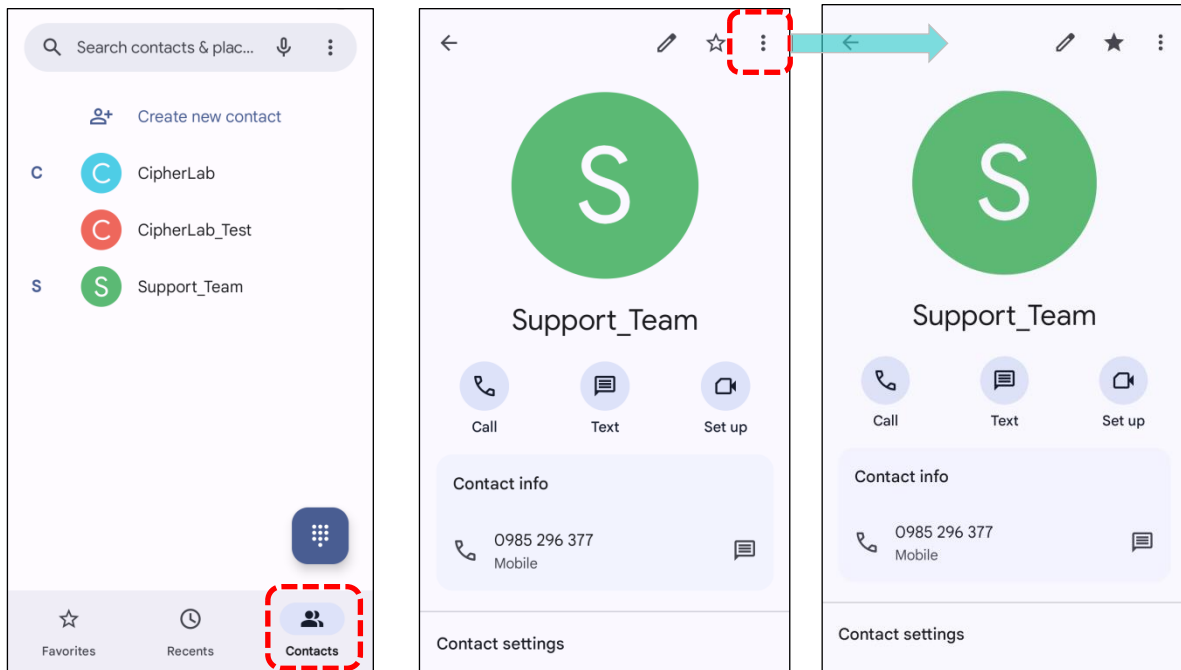 Search contacts & plac...
Create new contact
C
C
CipherLab
C
CipherLab_Test
S
S
Support_Team
Favorites
Recents
Contacts
S
Support_Team
Call
Text
Set up
Contact info
0985 296 377
Mobile
Contact settings
S
Support_Team
Call
Text
Set up
Contact info
0985 296 377
Mobile
Contact settings